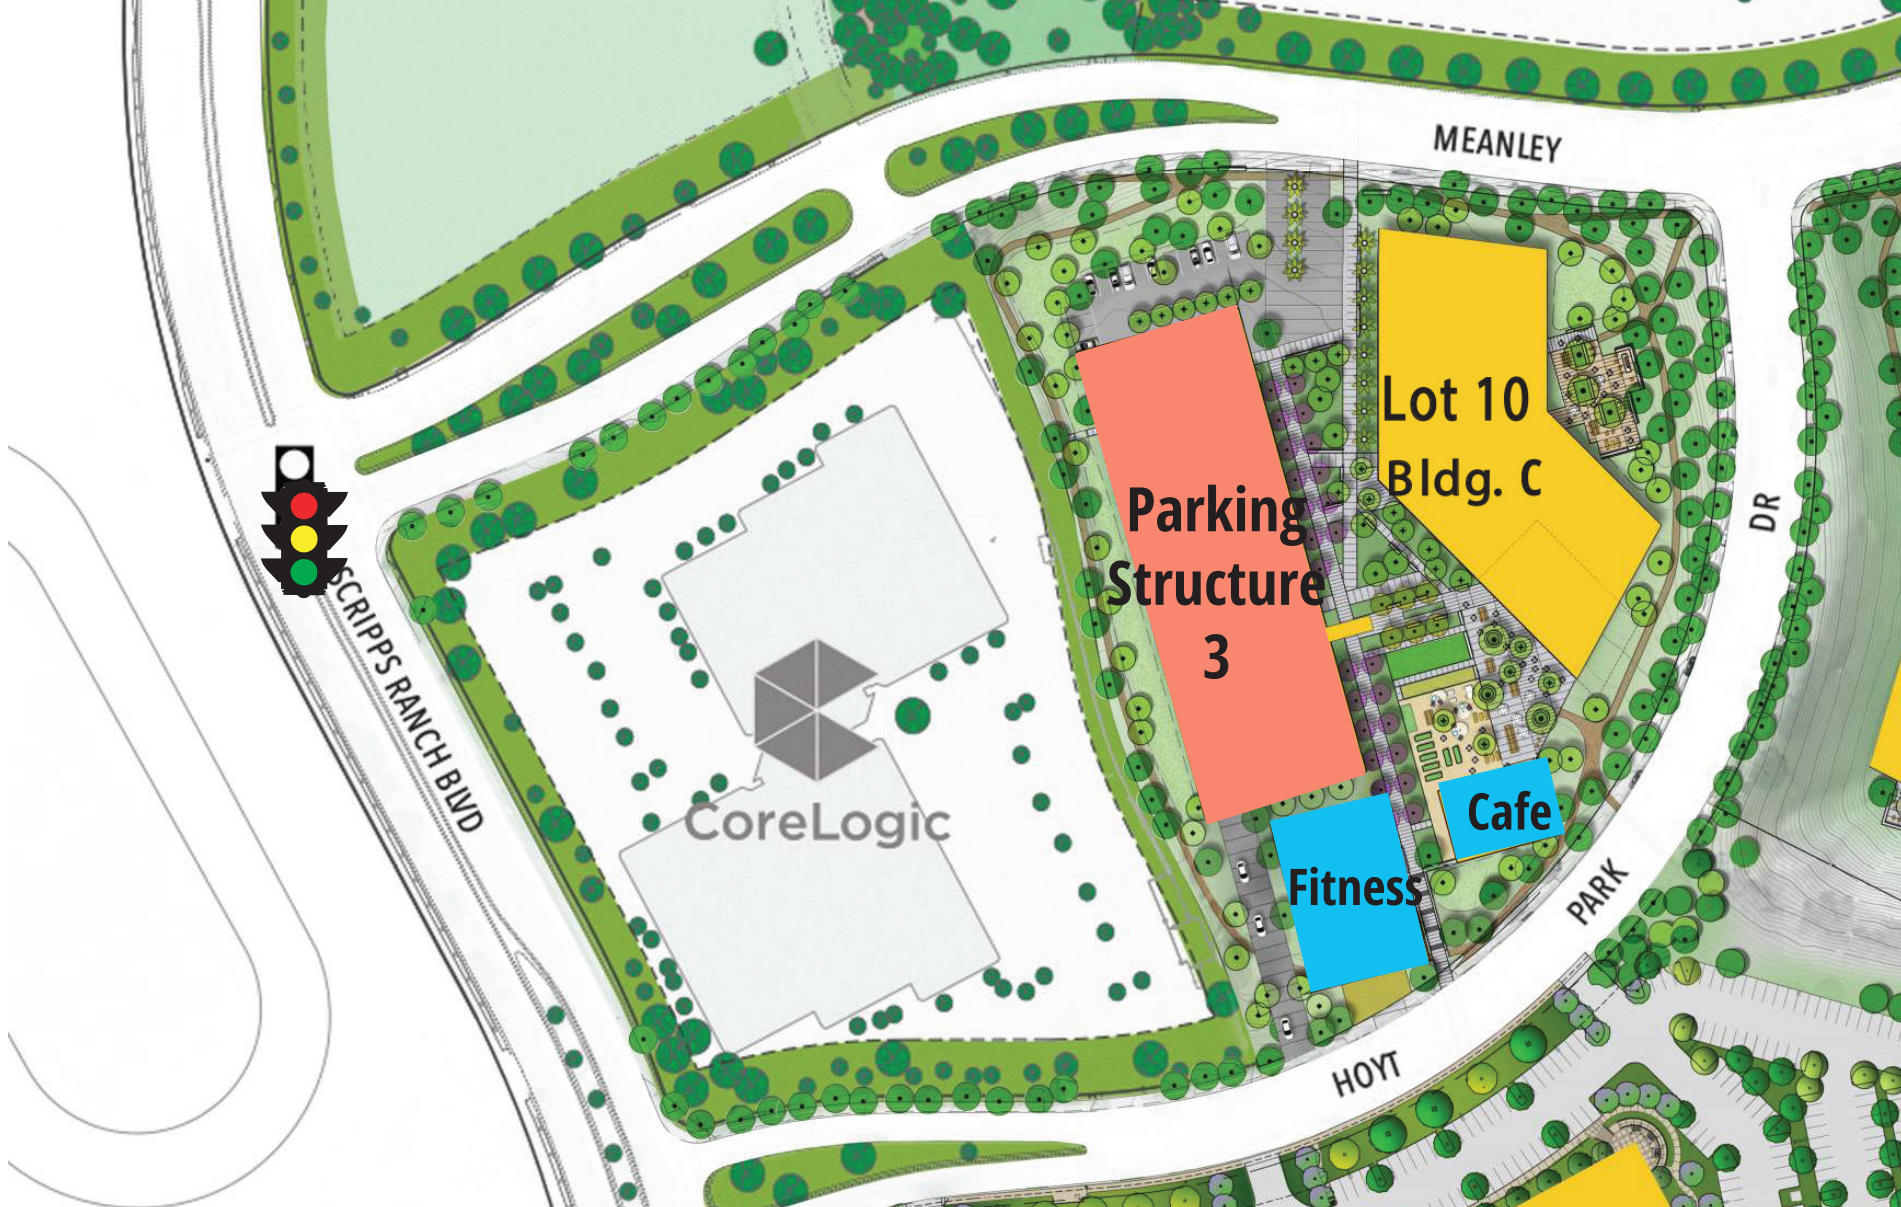 MEANLEY
Lot 10
Bldg. C
Parking
Structure
3
DR
SCRIPPS RANCH BLVD
CoreLogic
Cafe
Fitness
PARK
HOYT